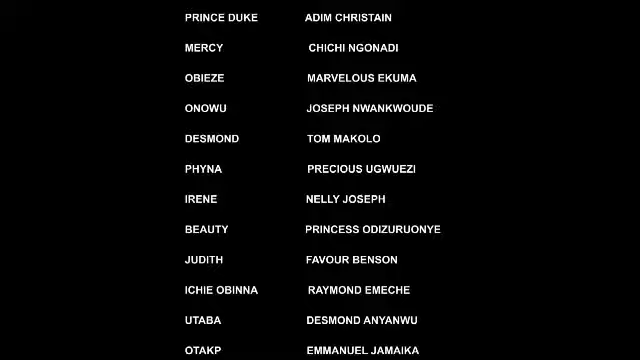 PRINCE DUKE ADIM CHRISTAIN
MERCY CHICHI NGONADI
OBIEZE MARVELOUS EKUMA
ONOWU JOSEPH NWANKWOUDE
DESMOND TOM MAKOLO
PHYNA PRECIOUS UGWUEZI
IRENE NELLY JOSEPH
BEAUTY PRINCESS ODIZURUONYE
JUDITH FAVOUR BENSON
ICHIE OBINNA RAYMOND EMECHE
UTABA DESMOND ANYANWU
OTAKP EMMANUEL JAMAIKA